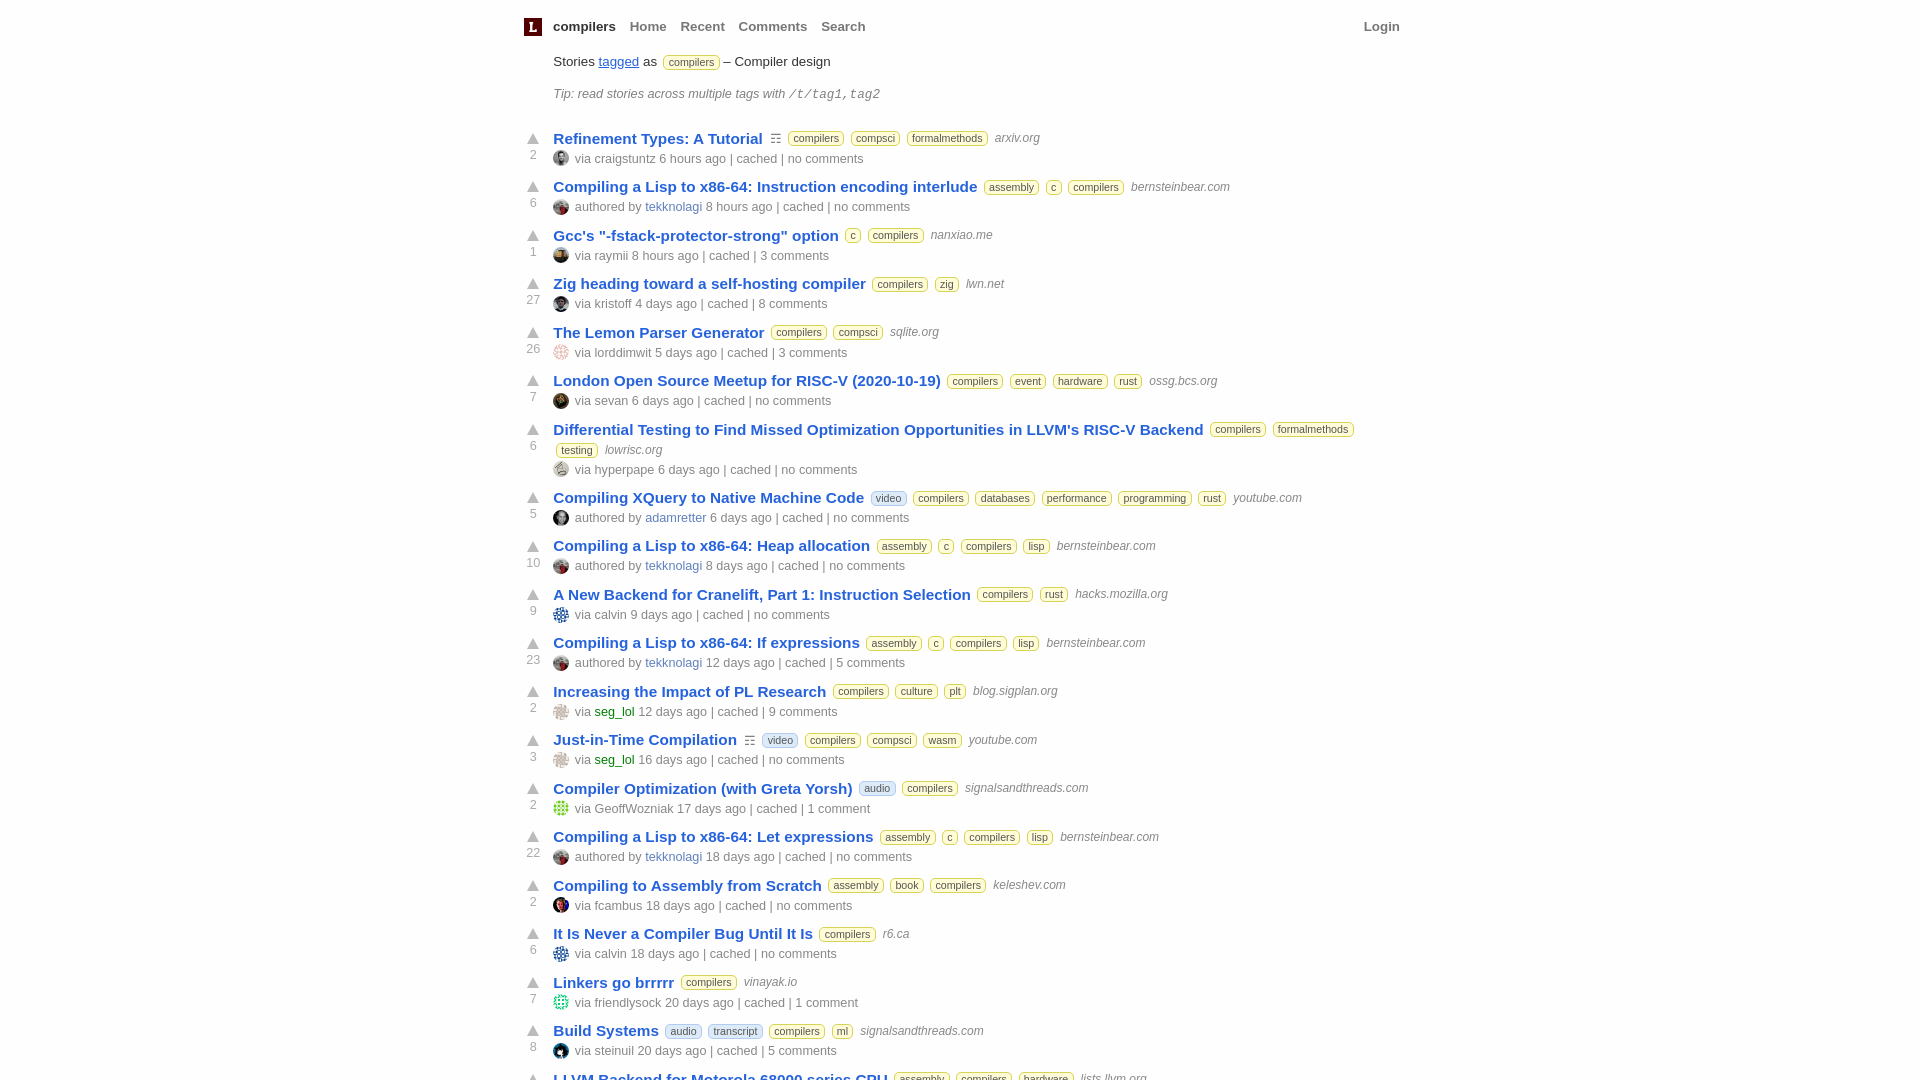 L compilers Home Recent Comments Search Login
Stories tagged as compilers – Compiler design
Tip: read stories across multiple tags with /t/tag1,tag2
Refinement Types: A Tutorial ☶ compilers compsci formalmethods arxiv.org
2 via craigstuntz 6 hours ago | cached | no comments
Compiling a Lisp to x86-64: Instruction encoding interlude assembly c compilers bernsteinbear.com
6 authored by tekknolagi 8 hours ago | cached | no comments
Gcc's "-fstack-protector-strong" option c compilers nanxiao.me
1 via raymii 8 hours ago | cached | 3 comments
Zig heading toward a self-hosting compiler compilers zig lwn.net
27 via kristoff 4 days ago | cached | 8 comments
The Lemon Parser Generator compilers compsci sqlite.org
26 via lorddimwit 5 days ago | cached | 3 comments
London Open Source Meetup for RISC-V (2020-10-19) compilers event hardware rust ossg.bcs.org
7 via sevan 6 days ago | cached | no comments
Differential Testing to Find Missed Optimization Opportunities in LLVM's RISC-V Backend compilers formalmethods
6 testing lowrisc.org
via hyperpape 6 days ago | cached | no comments
Compiling XQuery to Native Machine Code video compilers databases performance programming rust youtube.com
5 authored by adamretter 6 days ago | cached | no comments
Compiling a Lisp to x86-64: Heap allocation assembly c compilers lisp bernsteinbear.com
10 authored by tekknolagi 8 days ago | cached | no comments
A New Backend for Cranelift, Part 1: Instruction Selection compilers rust hacks.mozilla.org
9 via calvin 9 days ago | cached | no comments
Compiling a Lisp to x86-64: If expressions assembly c compilers lisp bernsteinbear.com
23 authored by tekknolagi 12 days ago | cached | 5 comments
Increasing the Impact of PL Research compilers culture plt blog.sigplan.org
2 via seg_lol 12 days ago | cached | 9 comments
Just-in-Time Compilation ☶ video compilers compsci wasm youtube.com
3 via seg_lol 16 days ago | cached | no comments
Compiler Optimization (with Greta Yorsh) audio compilers signalsandthreads.com
2 via GeoffWozniak 17 days ago | cached | 1 comment
Compiling a Lisp to x86-64: Let expressions assembly c compilers lisp bernsteinbear.com
22 authored by tekknolagi 18 days ago | cached | no comments
Compiling to Assembly from Scratch assembly book compilers keleshev.com
2 via fcambus 18 days ago | cached | no comments
It Is Never a Compiler Bug Until It Is compilers r6.ca
6 via calvin 18 days ago | cached | no comments
Linkers go brrrrr compilers vinayak.io
7 via friendlysock 20 days ago | cached | 1 comment
Build Systems audio transcript compilers ml signalsandthreads.com
8 via steinuil 20 days ago | cached | 5 comments
LLVM Backend for Motorola 68000 series CPU assembly compilers hardware lists.llvm.org